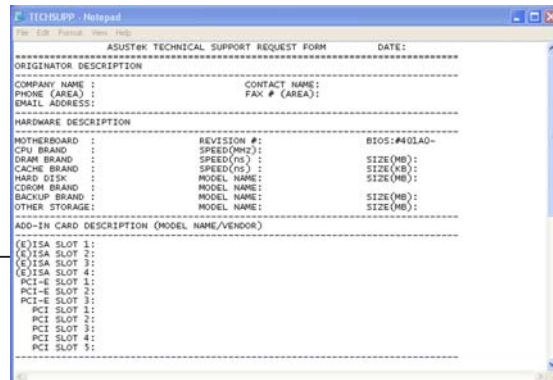 TECHSUPP - Notepad
File Edit Format View Help
ASUSTeK TECHNICAL SUPPORT REQUEST FORM DATE:
==================================================================
ORIGINATOR DESCRIPTION
------------------------------------------------------------------
COMPANY NAME : CONTACT NAME:
PHONE (AREA) : FAX # (AREA):
EMAIL ADDRESS:
------------------------------------------------------------------
HARDWARE DESCRIPTION
------------------------------------------------------------------
MOTHERBOARD : REVISION #: BIOS:#401A0-
CPU BRAND : SPEED(MHz):
DRAM BRAND : SPEED(ns) : SIZE(MB):
CACHE BRAND : SPEED(ns) : SIZE(KB):
HARD DISK : MODEL NAME: SIZE(MB):
CDROM BRAND : MODEL NAME:
BACKUP BRAND : MODEL NAME: SIZE(MB):
OTHER STORAGE: MODEL NAME: SIZE(MB):
------------------------------------------------------------------
ADD-IN CARD DESCRIPTION (MODEL NAME/VENDOR)
------------------------------------------------------------------
(E)ISA SLOT 1:
(E)ISA SLOT 2:
(E)ISA SLOT 3:
(E)ISA SLOT 4:
PCI-E SLOT 1:
PCI-E SLOT 2:
PCI-E SLOT 3:
PCI SLOT 1:
PCI SLOT 2:
PCI SLOT 3:
PCI SLOT 4:
PCI SLOT 5:
------------------------------------------------------------------